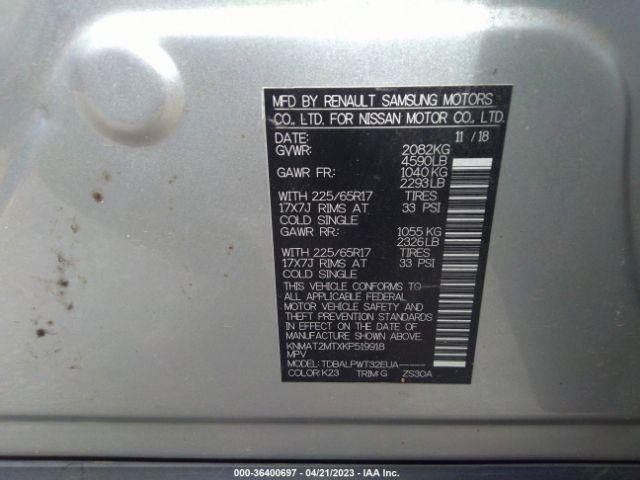 MFD BY RENAULT SAMSUNG MOTORS
CO., LTD. FOR NISSAN MOTOR CO., LTD.
DATE: 11 / 18
GVWR: 2082KG
4590LB
GAWR FR: 1040 KG
2293 LB
WITH 225/65R17 TIRES
17X7J RIMS AT 33 PSI
COLD SINGLE
GAWR RR: 1055 KG
2326 LB
WITH 225/65R17 TIRES
17X7J RIMS AT 33 PSI
COLD SINGLE
THIS VEHICLE CONFORMS TO
ALL APPLICABLE FEDERAL
MOTOR VEHICLE SAFETY AND
THEFT PREVENTION STANDARDS
IN EFFECT ON THE DATE OF
MANUFACTURE SHOWN ABOVE.
KNMAT2MTXKP519918
MPV
MODEL: TDBALPWT32EUA-----
COLOR: K23 TRIM: G ZS30A
000-36400697 - 04/21/2023 - IAA Inc.